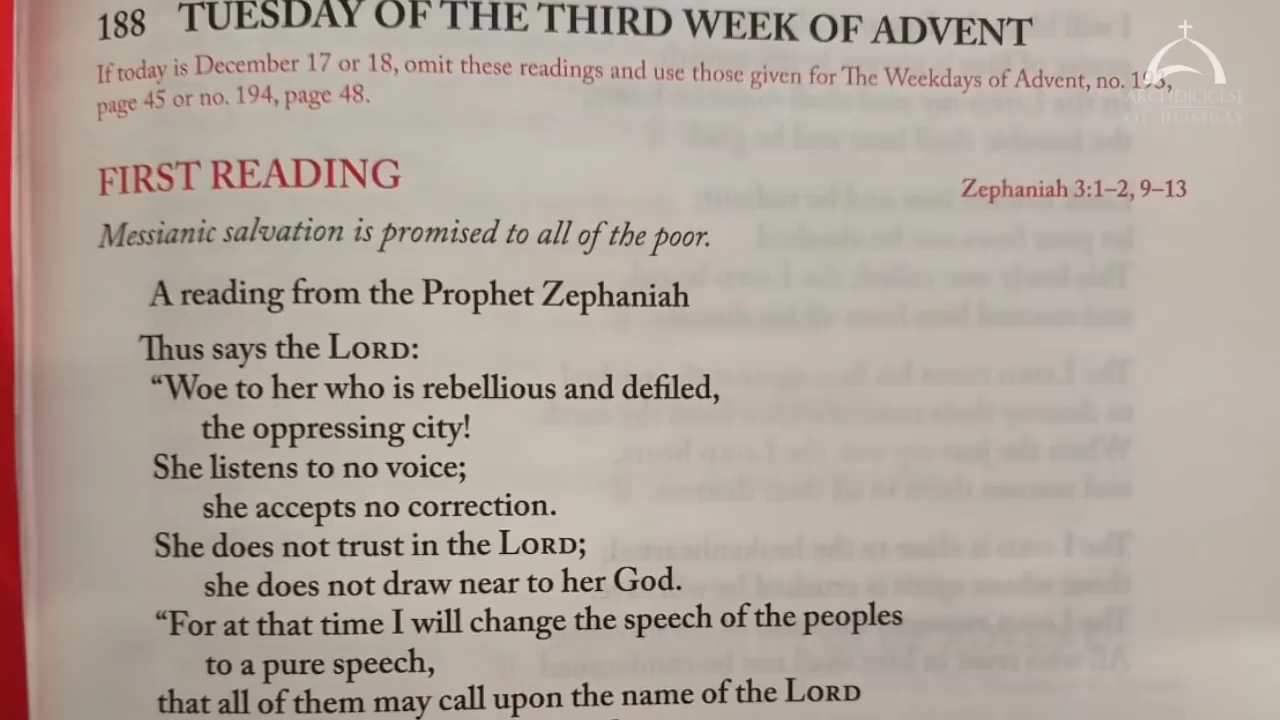 188 TUESDAY OF THE THIRD WEEK OF ADVENT
If today is December 17 or 18, omit these readings and use those given for The Weekdays of Advent, no. 193,
page 45 or no. 194, page 48.
ARCHDIOCESE
OF BOMBAY
FIRST READING
Zephaniah 3:1–2, 9–13
Messianic salvation is promised to all of the poor.
A reading from the Prophet Zephaniah
Thus says the LORD:
“Woe to her who is rebellious and defiled,
the oppressing city!
She listens to no voice;
she accepts no correction.
She does not trust in the LORD;
she does not draw near to her God.
“For at that time I will change the speech of the peoples
to a pure speech,
that all of them may call upon the name of the LORD